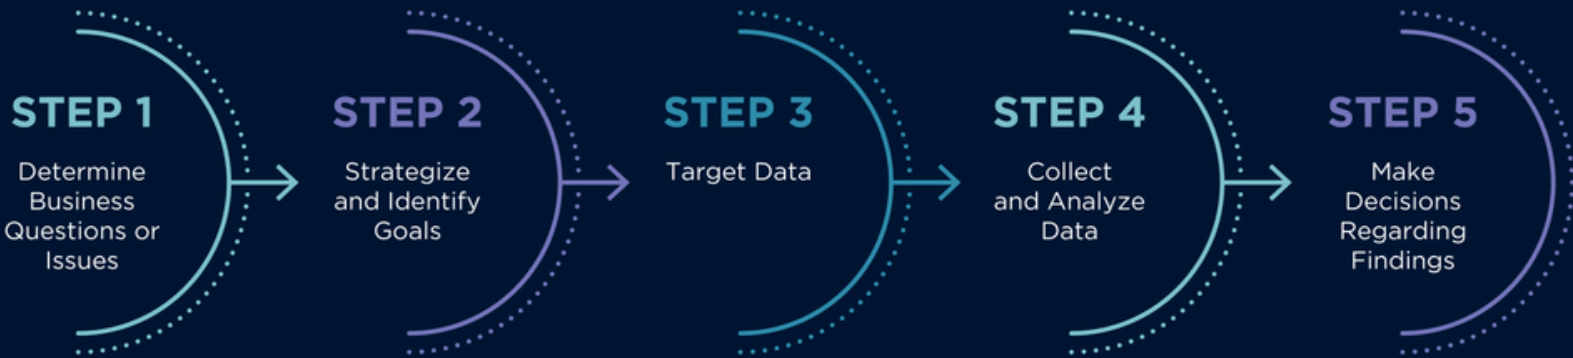 STEP 1
Determine
Business
Questions or
Issues
STEP 2
Strategize
and Identify
Goals
STEP 3
Target Data
STEP 4
Collect
and Analyze
Data
STEP 5
Make
Decisions
Regarding
Findings